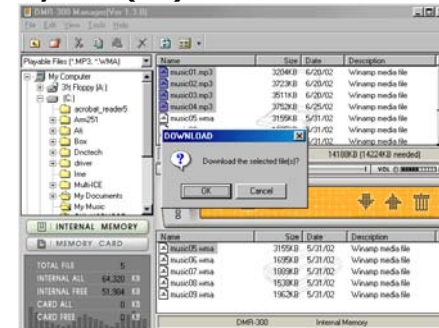 DMR-300 Manager(Ver 1.3.0)
File Edit View Tools Help
Playable Files (*.MP3, *.WMA)
My Computer
3½ Floppy (A:)
(C:)
acrobat_reader5
Arm251
Ati
Box
Dnctech
driver
Ime
Multi-ICE
My Documents
My Music
Name Size Date Description
music01.mp3 3204KB 6/20/02 Winamp media file
music02.mp3 3723KB 6/20/02 Winamp media file
music03.mp3 3511KB 6/20/02 Winamp media file
music04.mp3 3752KB 6/25/02 Winamp media file
music05.wma 3155KB 5/31/02 Winamp media file
DOWNLOAD
Download the selected file(s)?
OK Cancel
14188KB (14224KB needed)
VOL
INTERNAL MEMORY
MEMORY CARD
TOTAL FILE 5
INTERNAL ALL 64,320 KB
INTERNAL FREE 51,984 KB
CARD ALL 0 KB
CARD FREE 0 KB
Name Size Date Description
music05.wma 3155KB 5/31/02 Winamp media file
music06.wma 1695KB 5/31/02 Winamp media file
music07.wma 1889KB 5/31/02 Winamp media file
music08.wma 1538KB 5/31/02 Winamp media file
music09.wma 1962KB 5/31/02 Winamp media file
DMR-300 Internal Memory